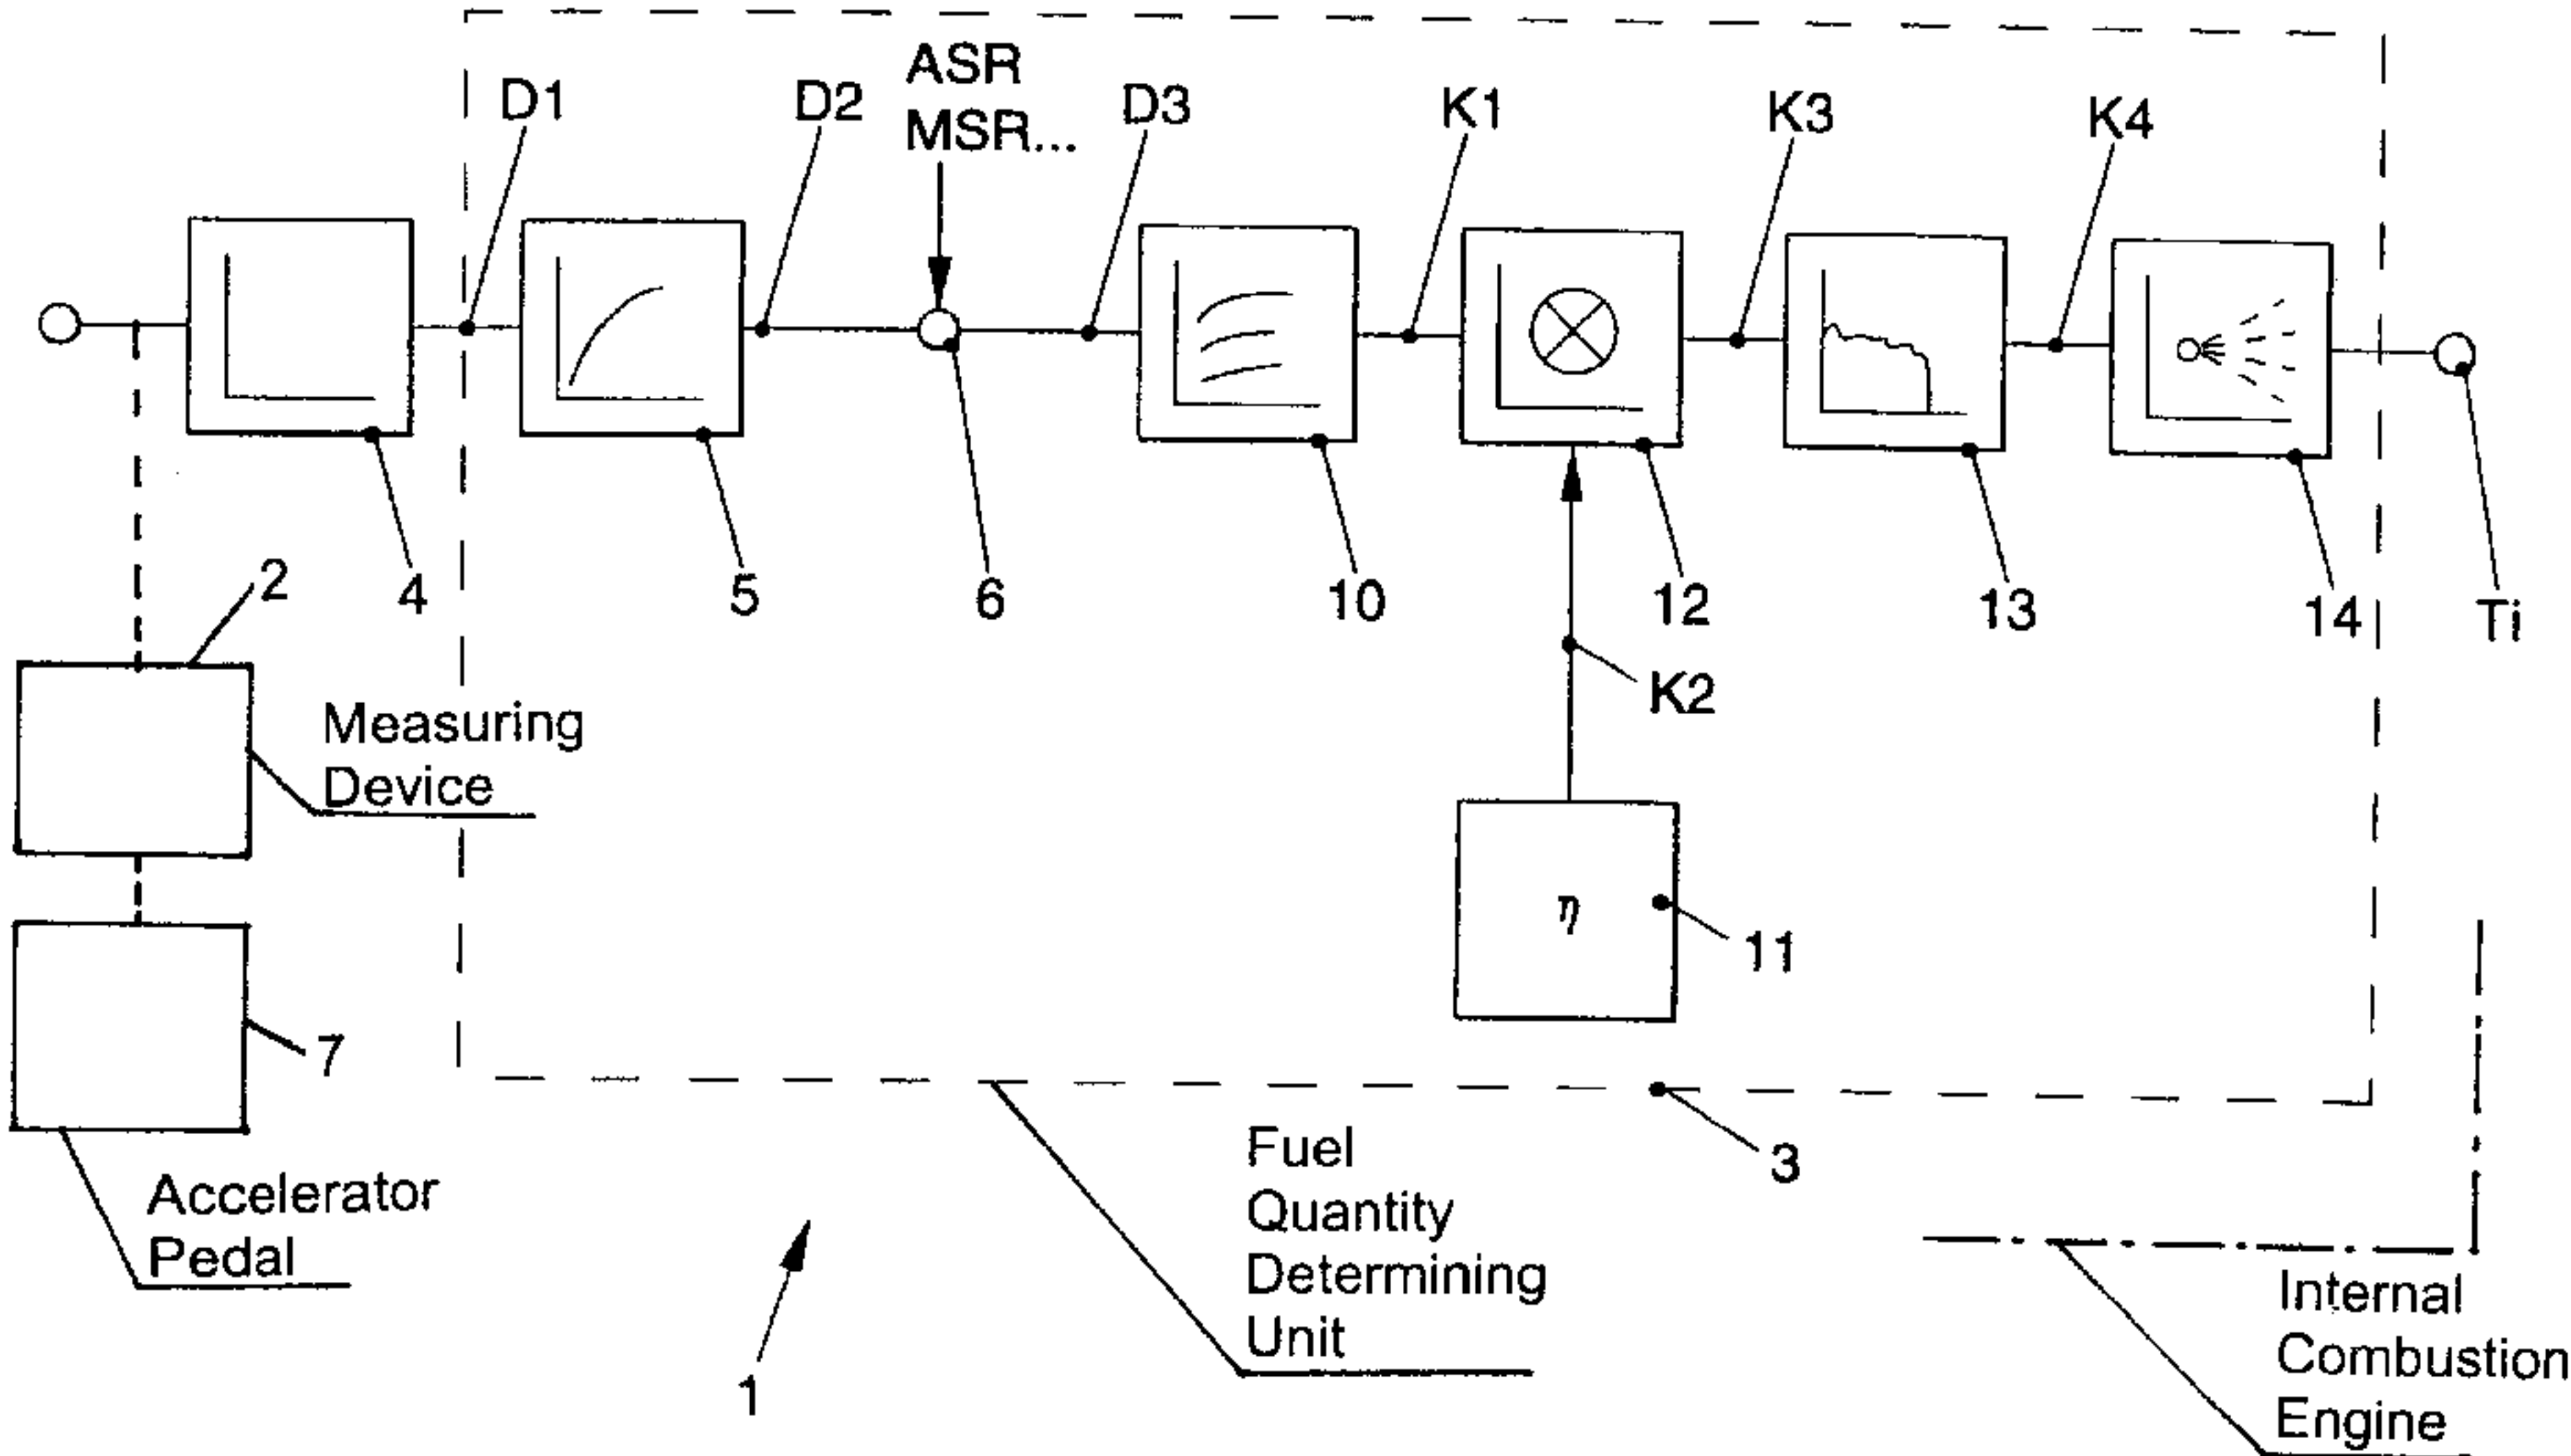 ASR
MSR...
D1
D2
D3
K1
K3
K4
4
5
6
10
12
13
14
Ti
2
K2
Measuring
Device
η
11
7
3
Accelerator
Pedal
1
Fuel
Quantity
Determining
Unit
Internal
Combustion
Engine